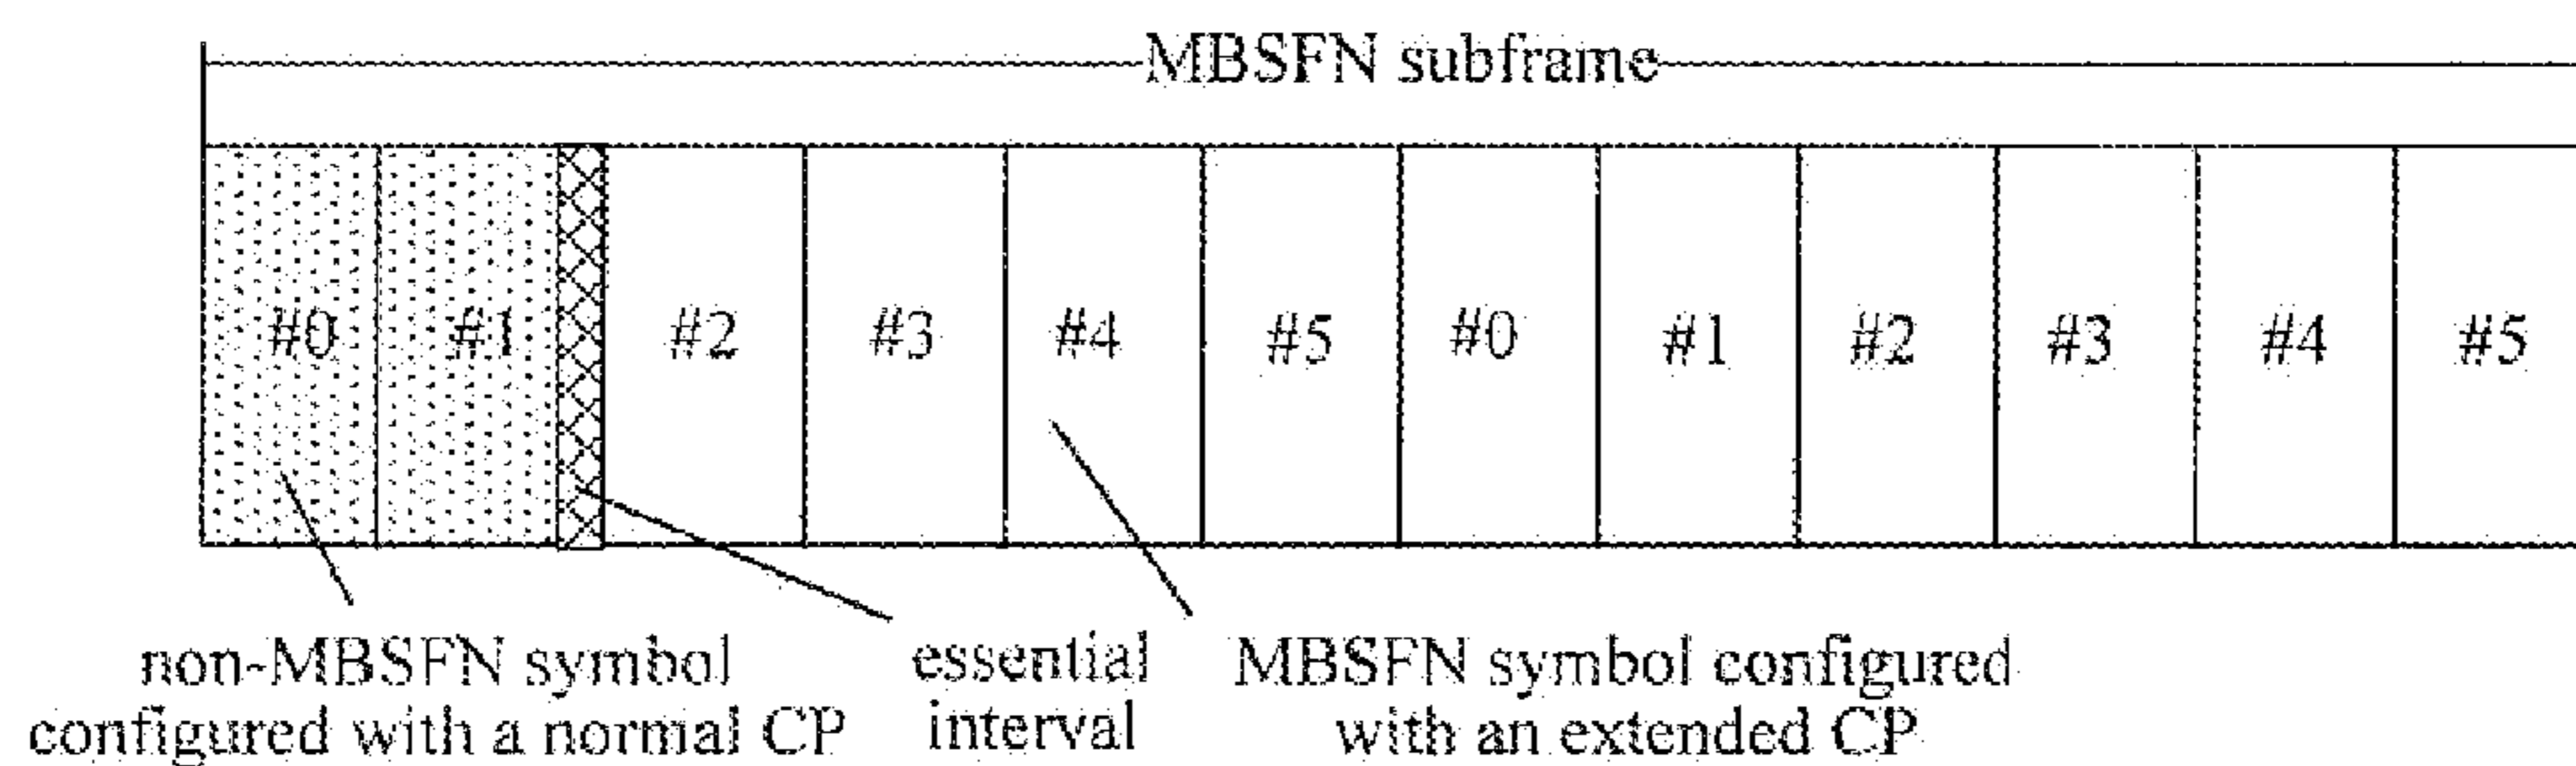 MBSFN subframe
#0 #1 #2 #3 #4 #5 #0 #1 #2 #3 #4 #5
non-MBSFN symbol
configured with a normal CP
essential
interval
MBSFN symbol configured
with an extended CP